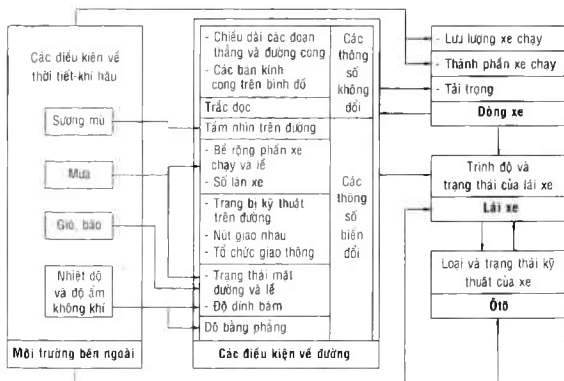 Các điều kiện về
thời tiết-khí hậu
Sương mù
Mưa
Gió, bão
Nhiệt độ
và độ ẩm
không khí
Môi trường bên ngoài
- Chiều dài các đoạn
thẳng và đường cong
- Các bán kính
cong trên bình đồ
Trắc dọc
Các
thông
số
không
đổi
Tầm nhìn trên đường
- Bề rộng phần xe
chạy và lề
- Số làn xe
- Trang bị kỹ thuật
trên đường
- Nút giao nhau
- Tổ chức giao thông
- Trạng thái mặt
đường và lề
- Độ dính bám
Độ bằng phẳng
Các
thông
số
biến
đổi
Các điều kiện về đường
- Lưu lượng xe chạy
- Thành phần xe chạy
- Tải trọng
Dòng xe
Trình độ và
trạng thái của lái xe
Lái xe
Loại và trạng thái kỹ
thuật của xe
Ôtô